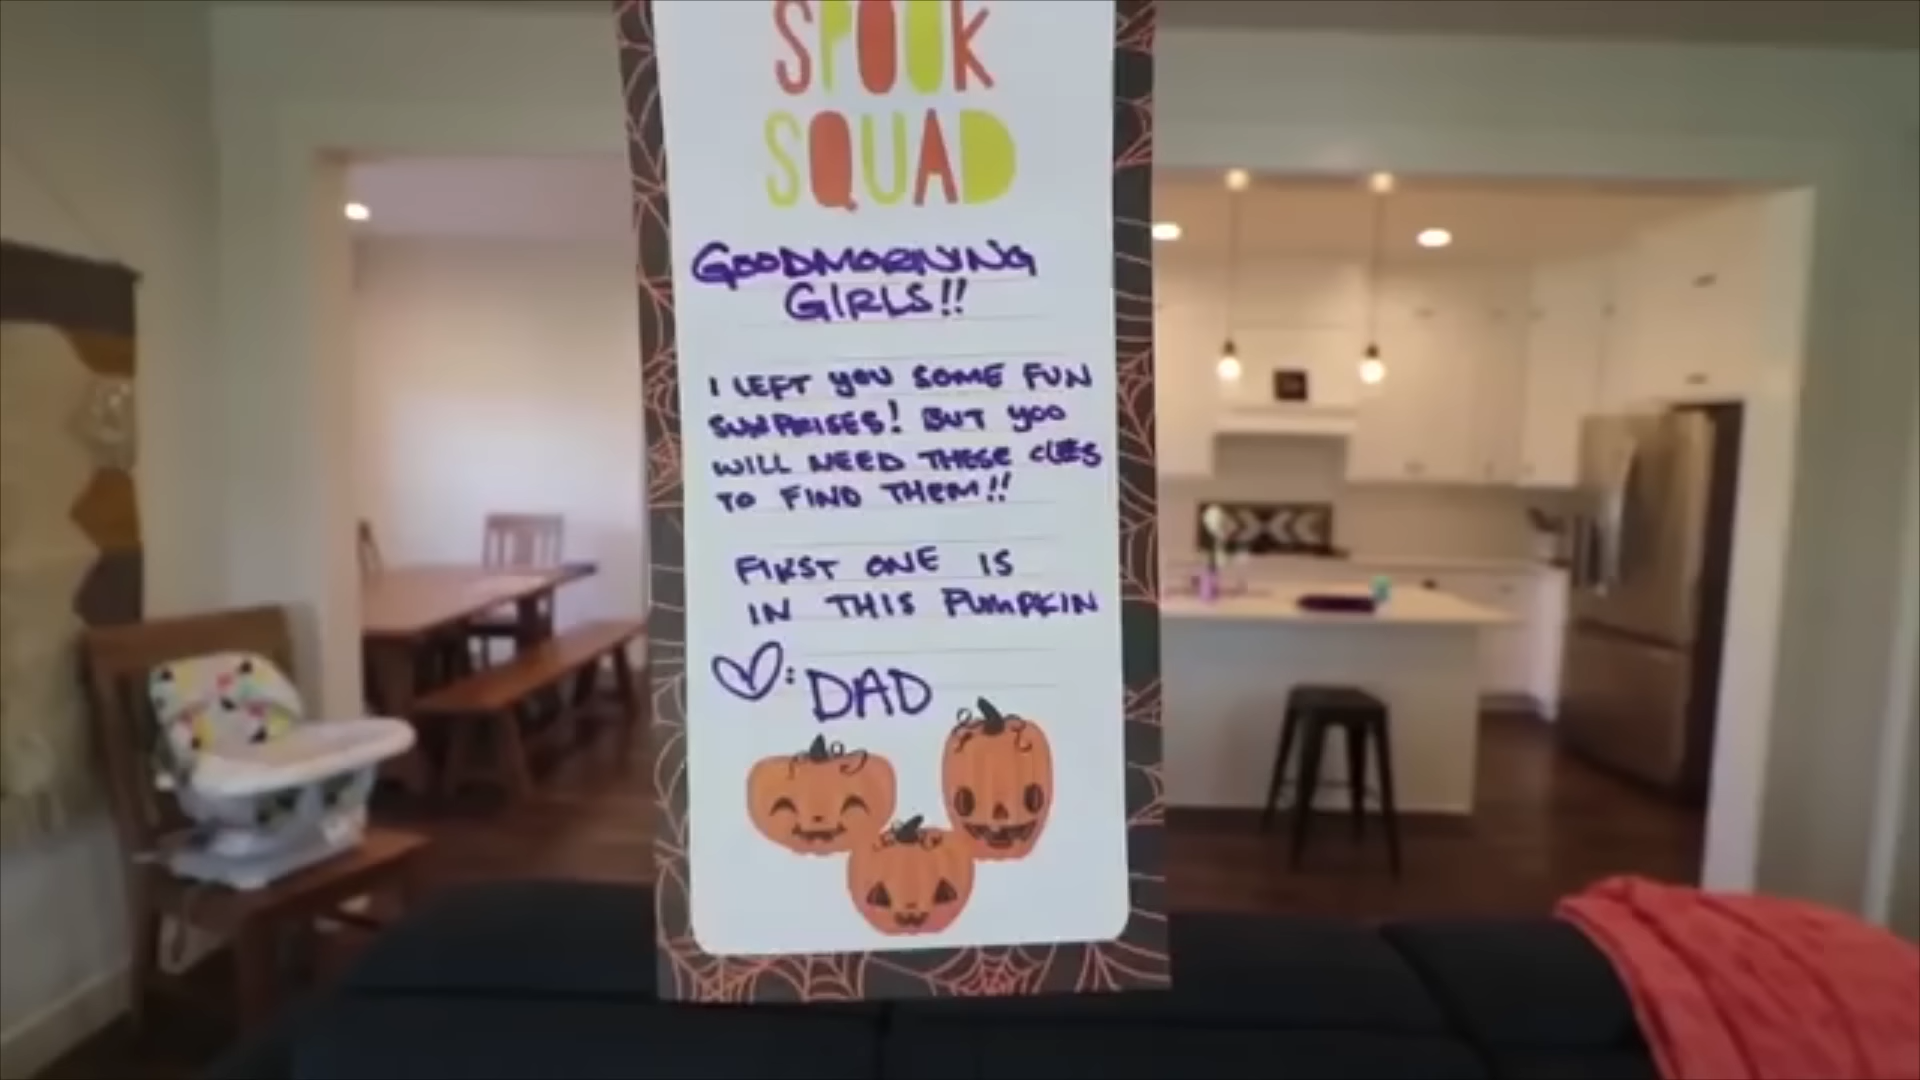 SPOOK
SQUAD
GOODMORNING
GIRLS!!
I LEFT YOU SOME FUN
SURPRISES! BUT YOU
WILL NEED THESE CLUES
TO FIND THEM!!
FIRST ONE IS
IN THIS PUMPKIN
♡: DAD